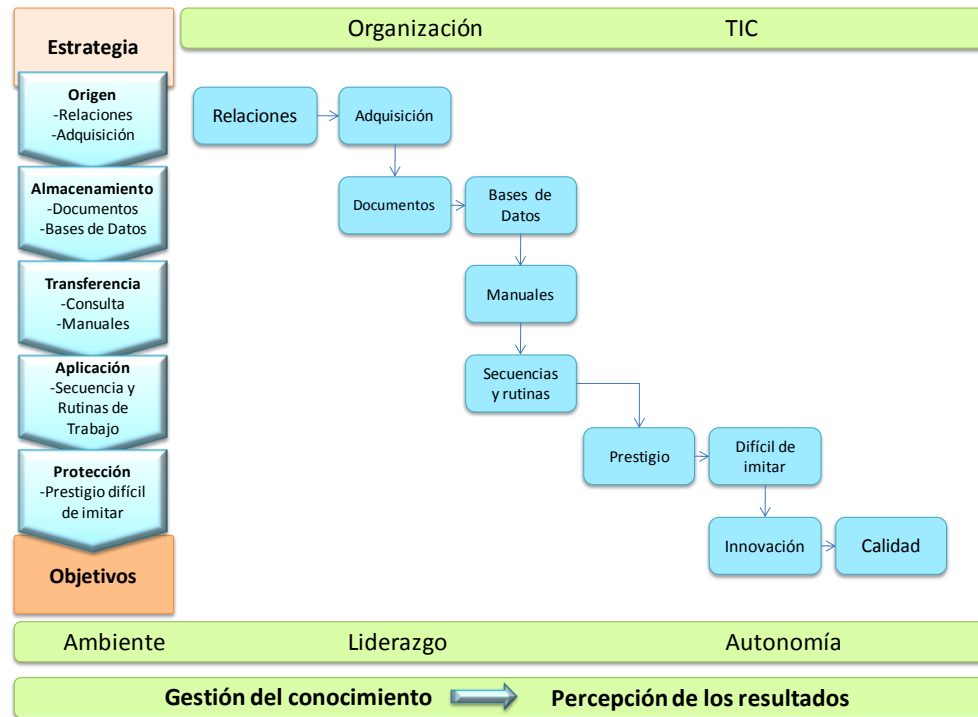 Organización TIC
Estrategia
Origen
-Relaciones
-Adquisición
Almacenamiento
-Documentos
-Bases de Datos
Transferencia
-Consulta
-Manuales
Aplicación
-Secuencia y
Rutinas de
Trabajo
Protección
-Prestigio difícil
de imitar
Objetivos
Relaciones
Adquisición
Documentos
Bases de
Datos
Manuales
Secuencias
y rutinas
Prestigio
Difícil de
imitar
Innovación
Calidad
Ambiente Liderazgo Autonomía
Gestión del conocimiento Percepción de los resultados